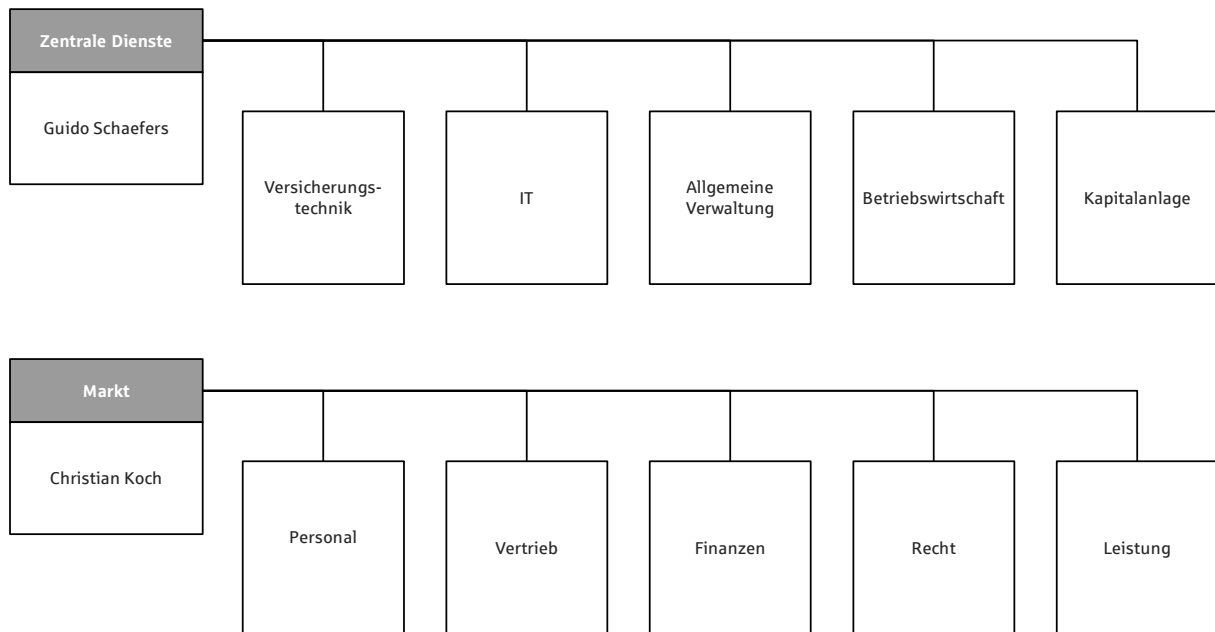 Zentrale Dienste
Guido Schaefers
Versicherungs-
technik
IT
Allgemeine
Verwaltung
Betriebswirtschaft
Kapitalanlage
Markt
Christian Koch
Personal
Vertrieb
Finanzen
Recht
Leistung